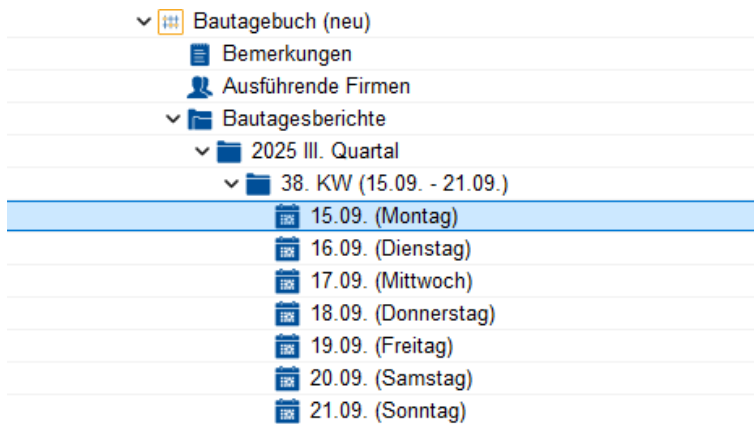 Bautagebuch (neu)
Bemerkungen
Ausführende Firmen
Bautagesberichte
2025 III. Quartal
38. KW (15.09. - 21.09.)
15.09. (Montag)
16.09. (Dienstag)
17.09. (Mittwoch)
18.09. (Donnerstag)
19.09. (Freitag)
20.09. (Samstag)
21.09. (Sonntag)